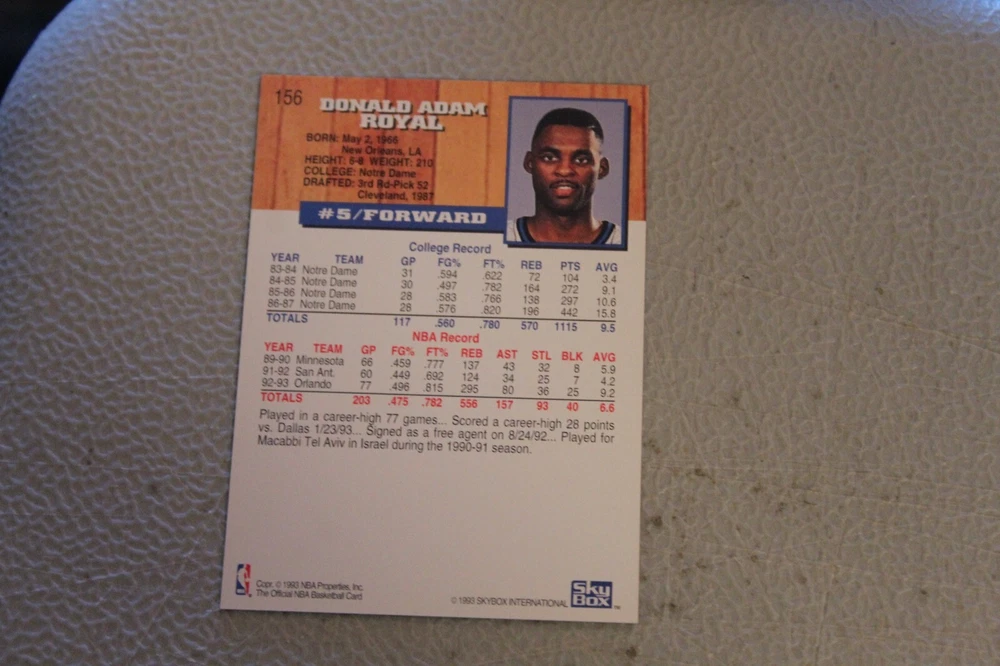 156
DONALD ADAM
ROYAL
BORN: May 2, 1966
New Orleans, LA
HEIGHT: 6-8 WEIGHT: 210
COLLEGE: Notre Dame
DRAFTED: 3rd Rd-Pick 52
Cleveland, 1987
#5/FORWARD
College Record
YEAR TEAM GP FG% FT% REB PTS AVG
83-84 Notre Dame 31 .594 .622 72 104 3.4
84-85 Notre Dame 30 .497 .782 164 272 9.1
85-86 Notre Dame 28 .583 .766 138 297 10.6
86-87 Notre Dame 28 .576 .820 196 442 15.8
TOTALS 117 .560 .780 570 1115 9.5
NBA Record
YEAR TEAM GP FG% FT% REB AST STL BLK AVG
89-90 Minnesota 66 .459 .777 137 43 32 8 5.9
91-92 San Ant. 60 .449 .692 124 34 25 7 4.2
92-93 Orlando 77 .496 .815 295 80 36 25 9.2
TOTALS 203 .475 .782 556 157 93 40 6.6
Played in a career-high 77 games... Scored a career-high 28 points
vs. Dallas 1/23/93... Signed as a free agent on 8/24/92... Played for
Macabbi Tel Aviv in Israel during the 1990-91 season.
Copr. © 1993 NBA Properties, Inc.
The Official NBA Basketball Card
© 1993 SKYBOX INTERNATIONAL
Sky
Box™